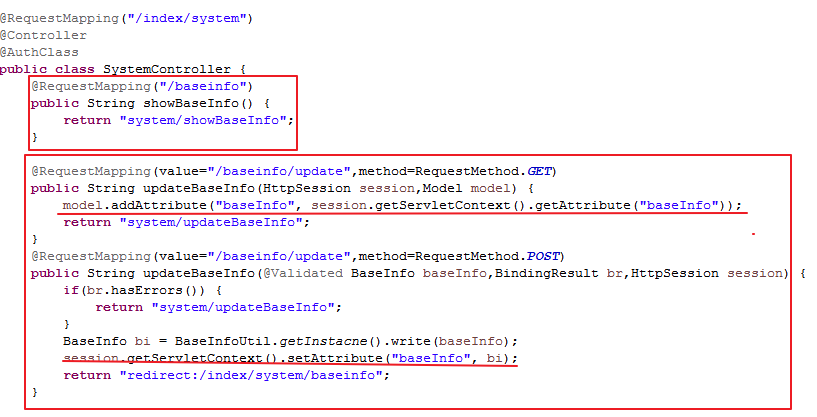 @RequestMapping("/index/system")
@Controller
@AuthClass
public class SystemController {
@RequestMapping("/baseinfo")
public String showBaseInfo() {
return "system/showBaseInfo";
}
@RequestMapping(value="/baseinfo/update",method=RequestMethod.GET)
public String updateBaseInfo(HttpSession session,Model model) {
model.addAttribute("baseInfo", session.getServletContext().getAttribute("baseInfo"));
return "system/updateBaseInfo";
}
@RequestMapping(value="/baseinfo/update",method=RequestMethod.POST)
public String updateBaseInfo(@Validated BaseInfo baseInfo,BindingResult br,HttpSession session) {
if(br.hasErrors()) {
return "system/updateBaseInfo";
}
BaseInfo bi = BaseInfoUtil.getInstacne().write(baseInfo);
session.getServletContext().setAttribute("baseInfo", bi);
return "redirect:/index/system/baseinfo";
}